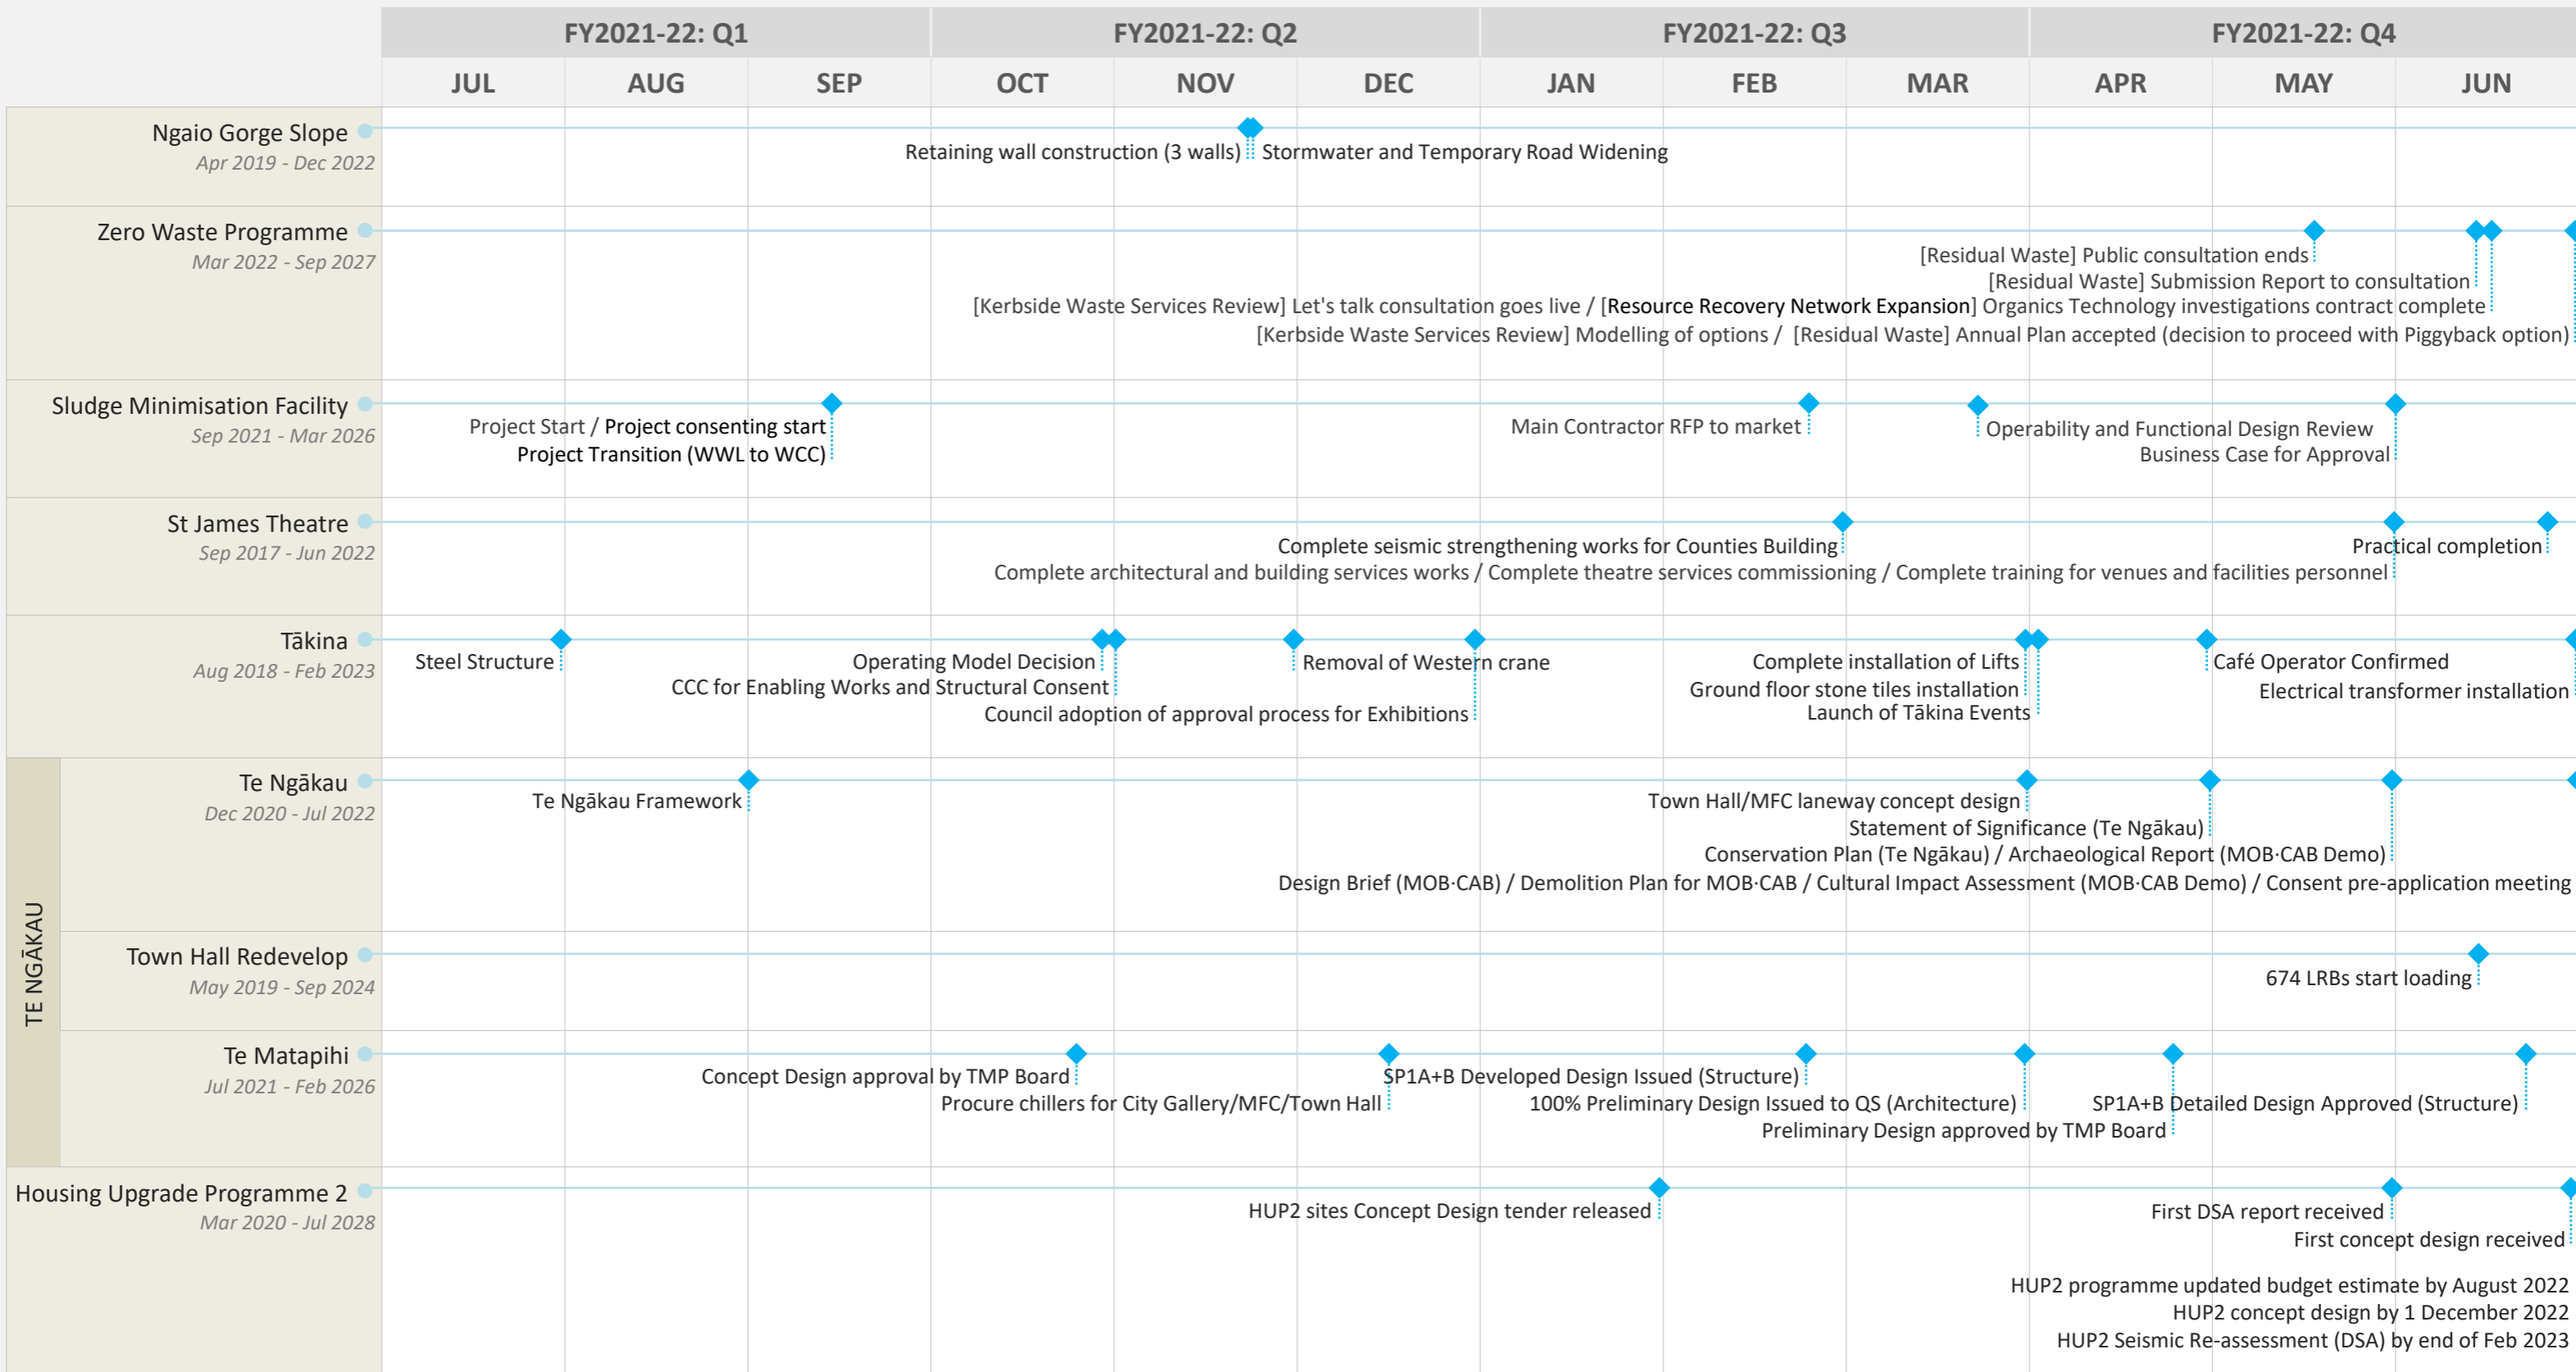 FY2021-22: Q1 FY2021-22: Q2 FY2021-22: Q3 FY2021-22: Q4
JUL AUG SEP OCT NOV DEC JAN FEB MAR APR MAY JUN
Ngaio Gorge Slope
Apr 2019 - Dec 2022
Retaining wall construction (3 walls) Stormwater and Temporary Road Widening
Zero Waste Programme
Mar 2022 - Sep 2027
[Residual Waste] Public consultation ends
[Residual Waste] Submission Report to consultation
[Kerbside Waste Services Review] Let's talk consultation goes live / [Resource Recovery Network Expansion] Organics Technology investigations contract complete
[Kerbside Waste Services Review] Modelling of options / [Residual Waste] Annual Plan accepted (decision to proceed with Piggyback option)
Sludge Minimisation Facility
Sep 2021 - Mar 2026
Project Start / Project consenting start
Project Transition (WWL to WCC)
Main Contractor RFP to market
Operability and Functional Design Review
Business Case for Approval
St James Theatre
Sep 2017 - Jun 2022
Complete seismic strengthening works for Counties Building
Practical completion
Complete architectural and building services works / Complete theatre services commissioning / Complete training for venues and facilities personnel
Tākina
Aug 2018 - Feb 2023
Steel Structure
Operating Model Decision
CCC for Enabling Works and Structural Consent
Removal of Western crane
Council adoption of approval process for Exhibitions
Complete installation of Lifts
Ground floor stone tiles installation
Launch of Tākina Events
Café Operator Confirmed
Electrical transformer installation
TE NGĀKAU
Te Ngākau
Dec 2020 - Jul 2022
Te Ngākau Framework
Town Hall/MFC laneway concept design
Statement of Significance (Te Ngākau)
Conservation Plan (Te Ngākau) / Archaeological Report (MOB·CAB Demo)
Design Brief (MOB·CAB) / Demolition Plan for MOB·CAB / Cultural Impact Assessment (MOB·CAB Demo) / Consent pre-application meeting
Town Hall Redevelop
May 2019 - Sep 2024
674 LRBs start loading
Te Matapihi
Jul 2021 - Feb 2026
Concept Design approval by TMP Board
Procure chillers for City Gallery/MFC/Town Hall
SP1A+B Developed Design Issued (Structure)
100% Preliminary Design Issued to QS (Architecture)
Preliminary Design approved by TMP Board
SP1A+B Detailed Design Approved (Structure)
Housing Upgrade Programme 2
Mar 2020 - Jul 2028
HUP2 sites Concept Design tender released
First DSA report received
First concept design received
HUP2 programme updated budget estimate by August 2022
HUP2 concept design by 1 December 2022
HUP2 Seismic Re-assessment (DSA) by end of Feb 2023